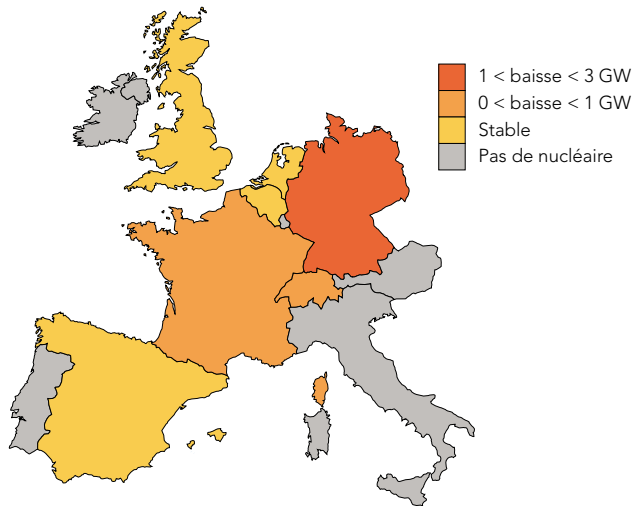 1 < baisse < 3 GW
0 < baisse < 1 GW
Stable
Pas de nucléaire